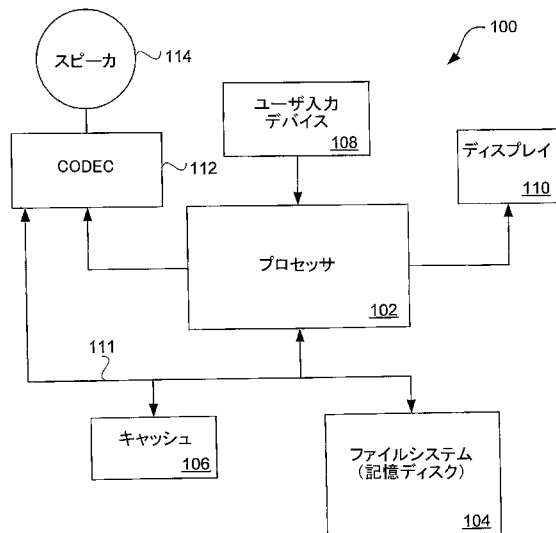 100
スピーカ
114
ユーザ入力
デバイス
108
CODEC
112
ディスプレイ
110
プロセッサ
102
111
キャッシュ
106
ファイルシステム
(記憶ディスク)
104